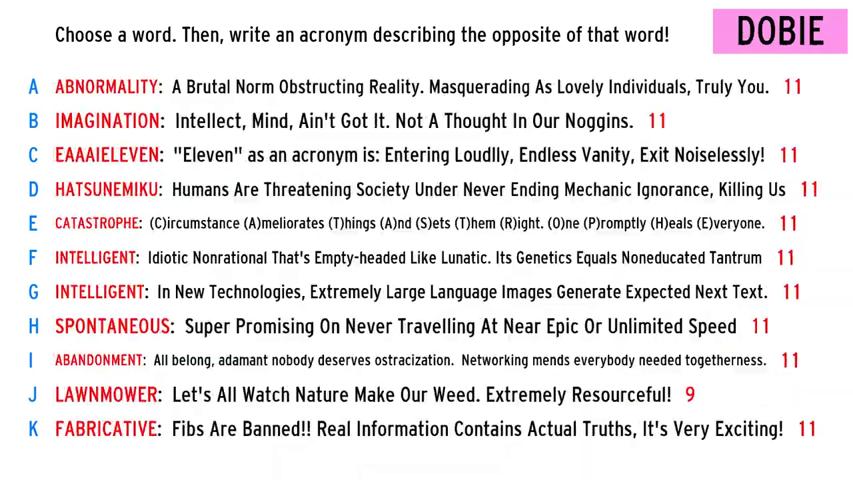 Choose a word. Then, write an acronym describing the opposite of that word!
DOBIE
A ABNORMALITY: A Brutal Norm Obstructing Reality. Masquerading As Lovely Individuals, Truly You. 11
B IMAGINATION: Intellect, Mind, Ain't Got It. Not A Thought In Our Noggins. 11
C EAAAIELEVEN: "Eleven" as an acronym is: Entering Loudlly, Endless Vanity, Exit Noiselessly! 11
D HATSUNEMIKU: Humans Are Threatening Society Under Never Ending Mechanic Ignorance, Killing Us 11
E CATASTROPHE: (C)ircumstance (A)meliorates (T)hings (A)nd (S)ets (T)hem (R)ight. (O)ne (P)romptly (H)eals (E)veryone. 11
F INTELLIGENT: Idiotic Nonrational That's Empty-headed Like Lunatic. Its Genetics Equals Noneducated Tantrum 11
G INTELLIGENT: In New Technologies, Extremely Large Language Images Generate Expected Next Text. 11
H SPONTANEOUS: Super Promising On Never Travelling At Near Epic Or Unlimited Speed 11
I ABANDONMENT: All belong, adamant nobody deserves ostracization. Networking mends everybody needed togetherness. 11
J LAWNMOWER: Let's All Watch Nature Make Our Weed. Extremely Resourceful! 9
K FABRICATIVE: Fibs Are Banned!! Real Information Contains Actual Truths, It's Very Exciting! 11